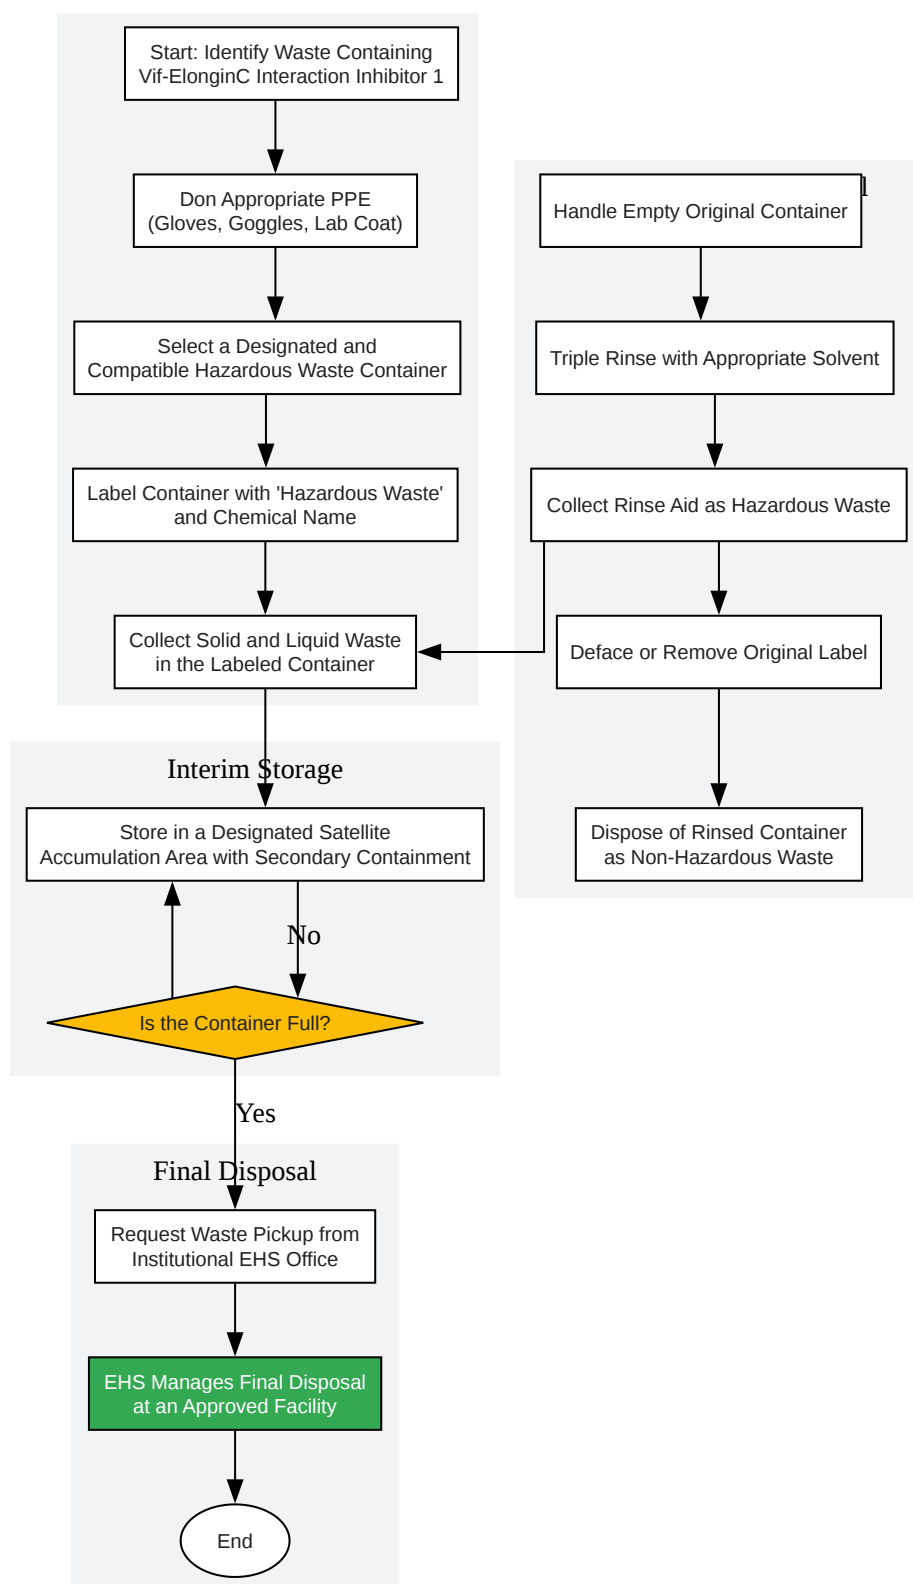 Start: Identify Waste Containing
Vif-ElonginC Interaction Inhibitor 1
Don Appropriate PPE
(Gloves, Goggles, Lab Coat)
Select a Designated and
Compatible Hazardous Waste Container
Label Container with 'Hazardous Waste'
and Chemical Name
Collect Solid and Liquid Waste
in the Labeled Container
Handle Empty Original Container
Triple Rinse with Appropriate Solvent
Collect Rinse Aid as Hazardous Waste
Deface or Remove Original Label
Dispose of Rinsed Container
as Non-Hazardous Waste
Interim Storage
Store in a Designated Satellite
Accumulation Area with Secondary Containment
No
Is the Container Full?
Yes
Final Disposal
Request Waste Pickup from
Institutional EHS Office
EHS Manages Final Disposal
at an Approved Facility
End